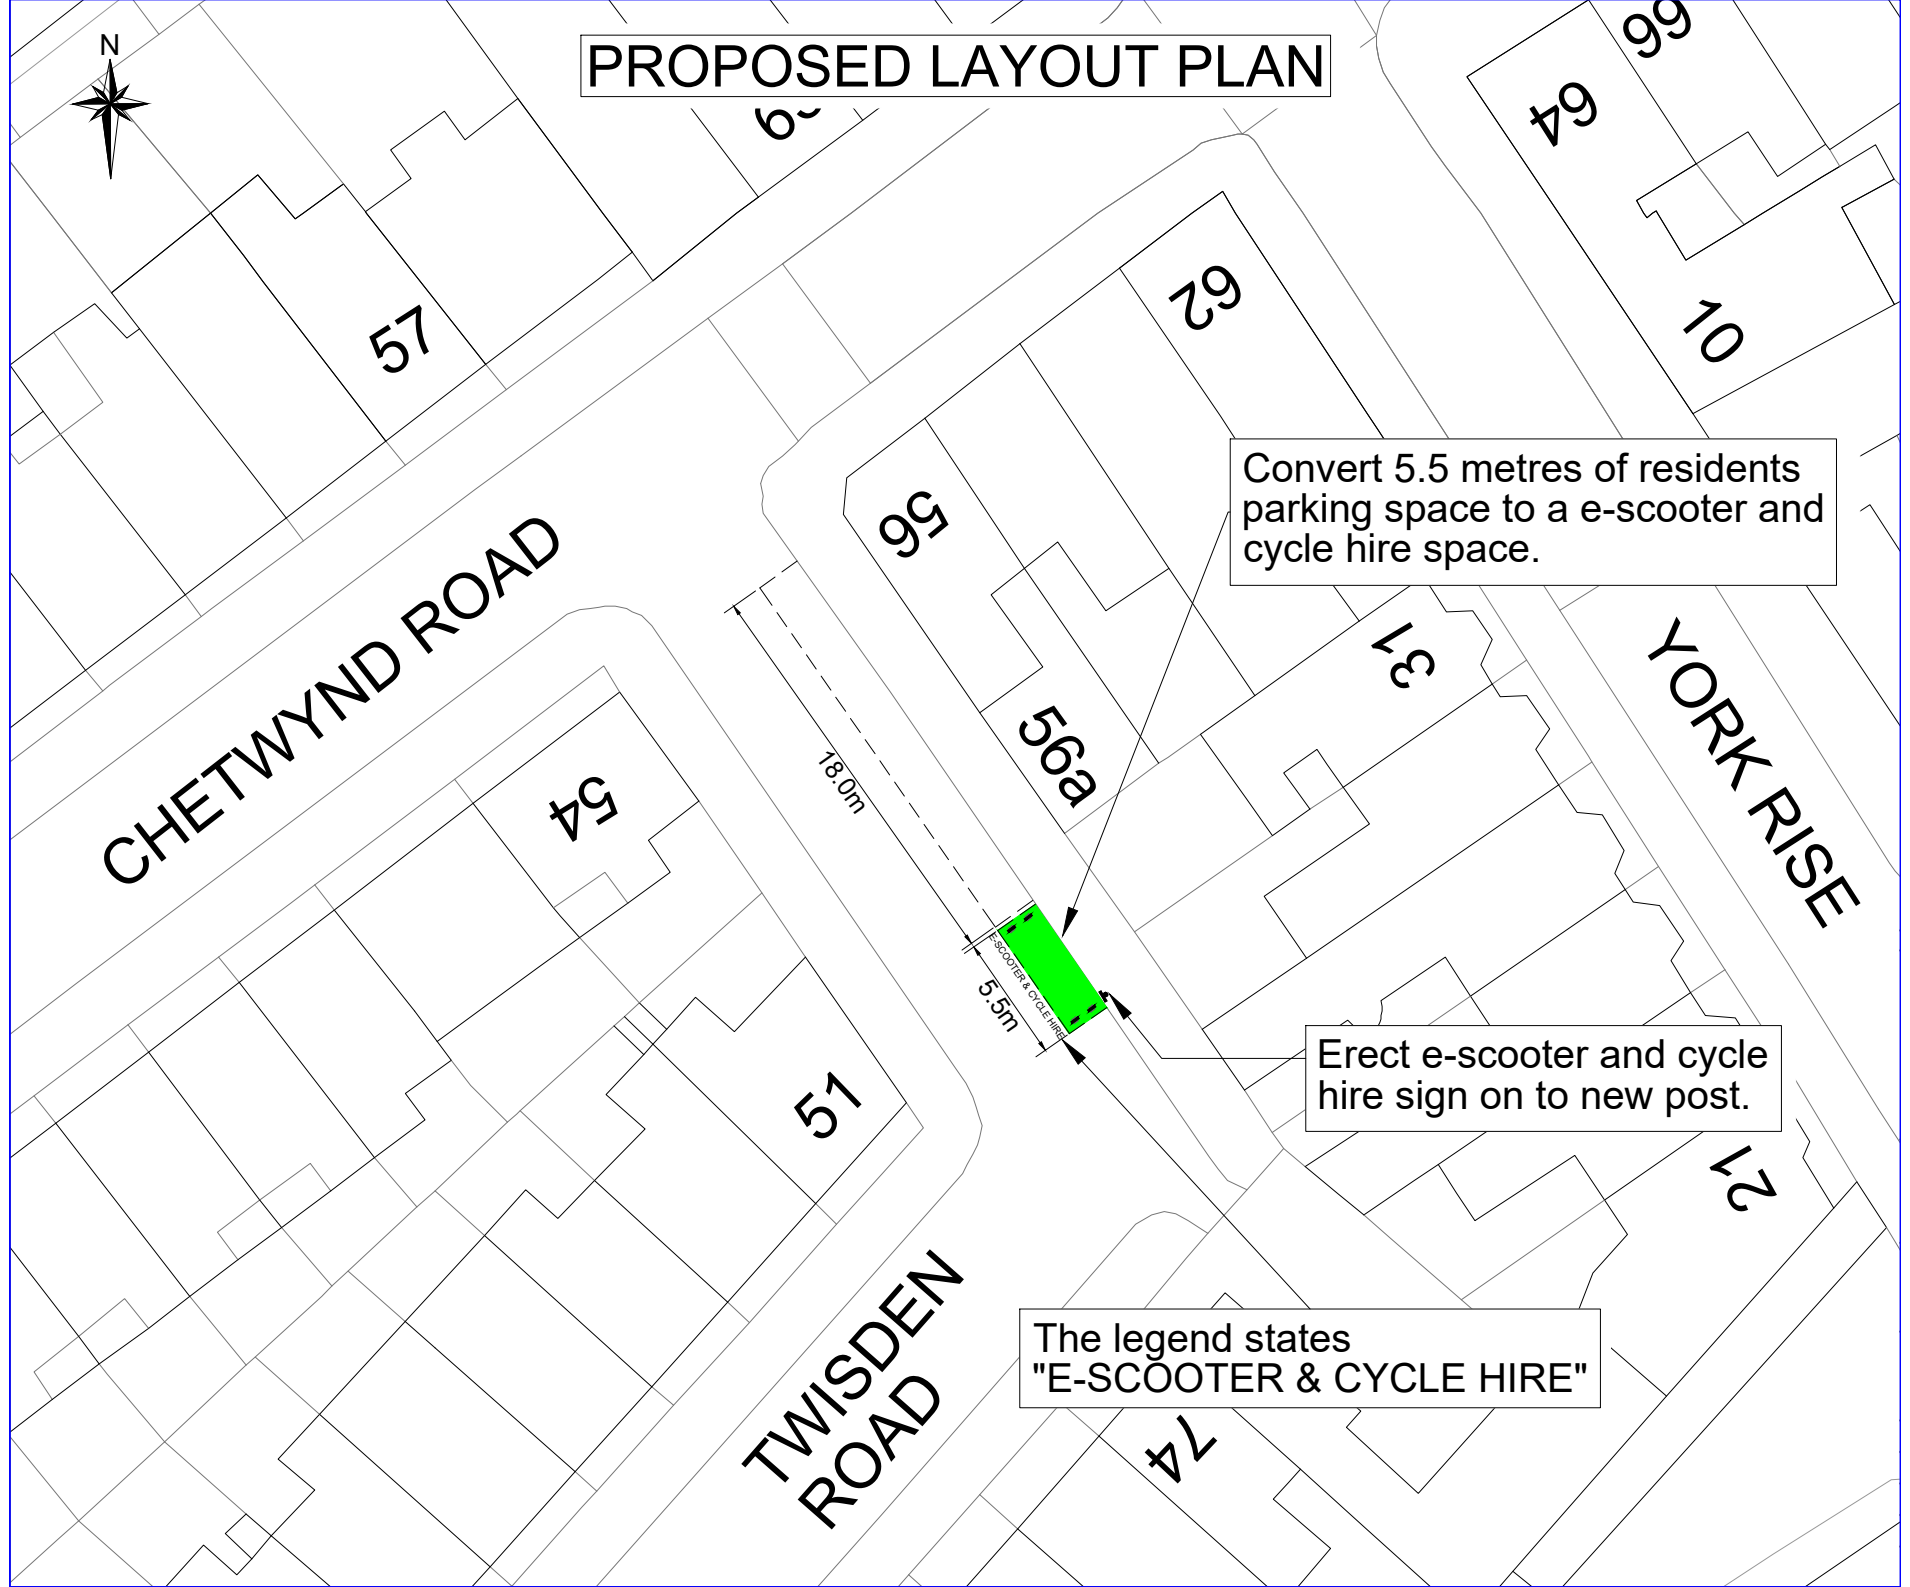 N
PROPOSED LAYOUT PLAN
66
64
57
62
10
Convert 5.5 metres of residents
parking space to a e-scooter and
cycle hire space.
56
CHETWYND ROAD
31
YORK RISE
56a
18.0m
54
E-SCOOTER & CYCLE HIRE
5.5m
Erect e-scooter and cycle
hire sign on to new post.
51
21
TWISDEN
ROAD
The legend states
"E-SCOOTER & CYCLE HIRE"
74